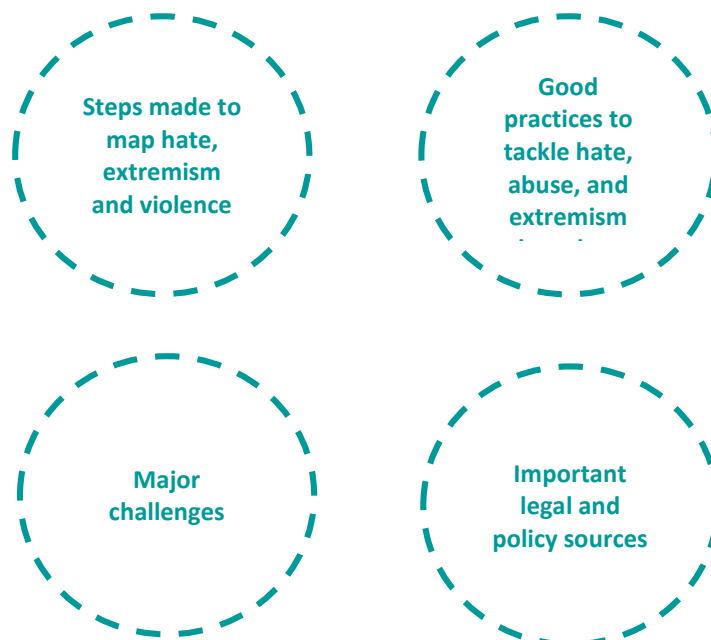 Steps made to
map hate,
extremism
and violence
Good
practices to
tackle hate,
abuse, and
extremism
Major
challenges
Important
legal and
policy sources